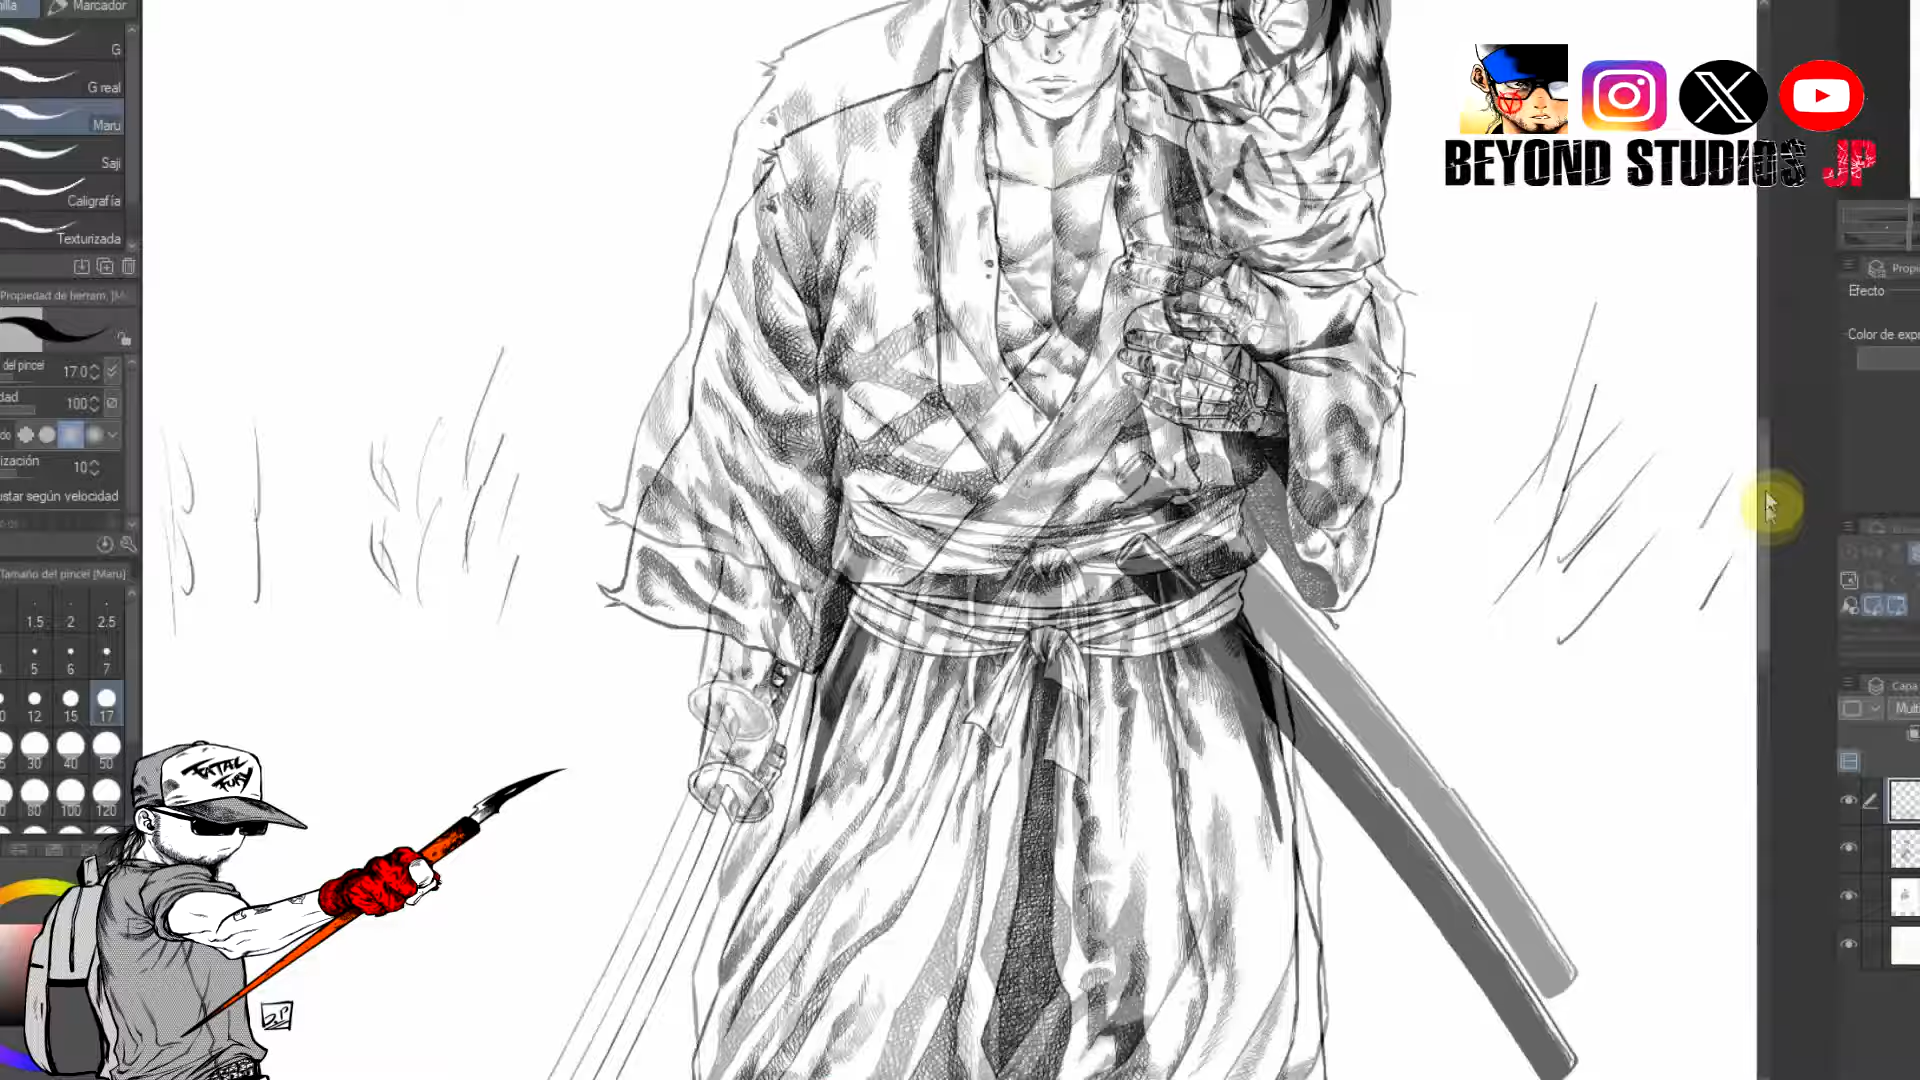 Marcador
G
G real
Maru
Saji
Caligrafía
Texturizada
Propiedad de herram. [M
del pincel 17.0
dad 100
do
ización 10
ustar según velocidad
Tamaño del pincel [Maru]
1.5 2 2.5
5 6 7
12 15 17
30 40 50
80 100 120
FATAL
FURY
D.P
BEYOND STUDIOS JP
Propi
Efecto
Color de exp
Capa
Mult